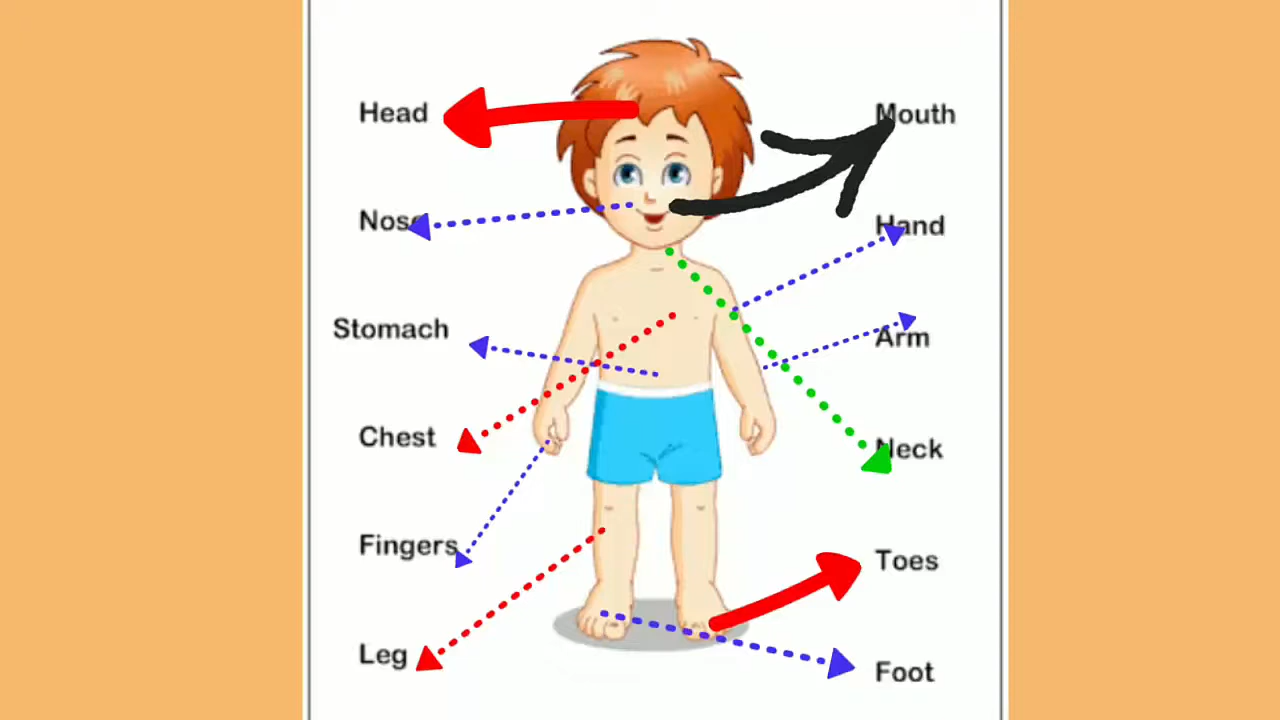 Head
Nose
Stomach
Chest
Fingers
Leg
Mouth
Hand
Arm
Neck
Toes
Foot